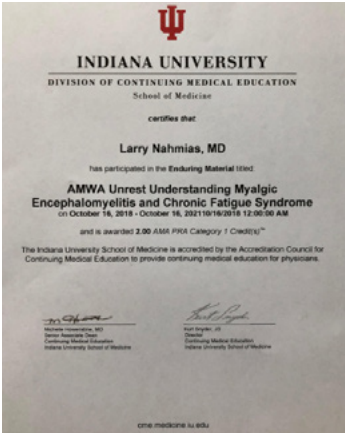 INDIANA UNIVERSITY
DIVISION OF CONTINUING MEDICAL EDUCATION
School of Medicine
certifies that
Larry Nahmias, MD
has participated in the Enduring Material titled
AMWA Unrest Understanding Myalgic
Encephalomyelitis and Chronic Fatigue Syndrome
on October 16, 2018 - October 16, 202110/16/2018 12:00:00 AM
and is awarded 2.00 AMA PRA Category 1 Credit(s)™
The Indiana University School of Medicine is accredited by the Accreditation Council for
Continuing Medical Education to provide continuing medical education for physicians.
Michelle MD
Senior Associate Dean
Continuing Medical Education
Indiana University School of Medicine
Kurt Snyder, JD
Director
Continuing Medical Education
Indiana University School of Medicine
cme.medicine.iu.edu